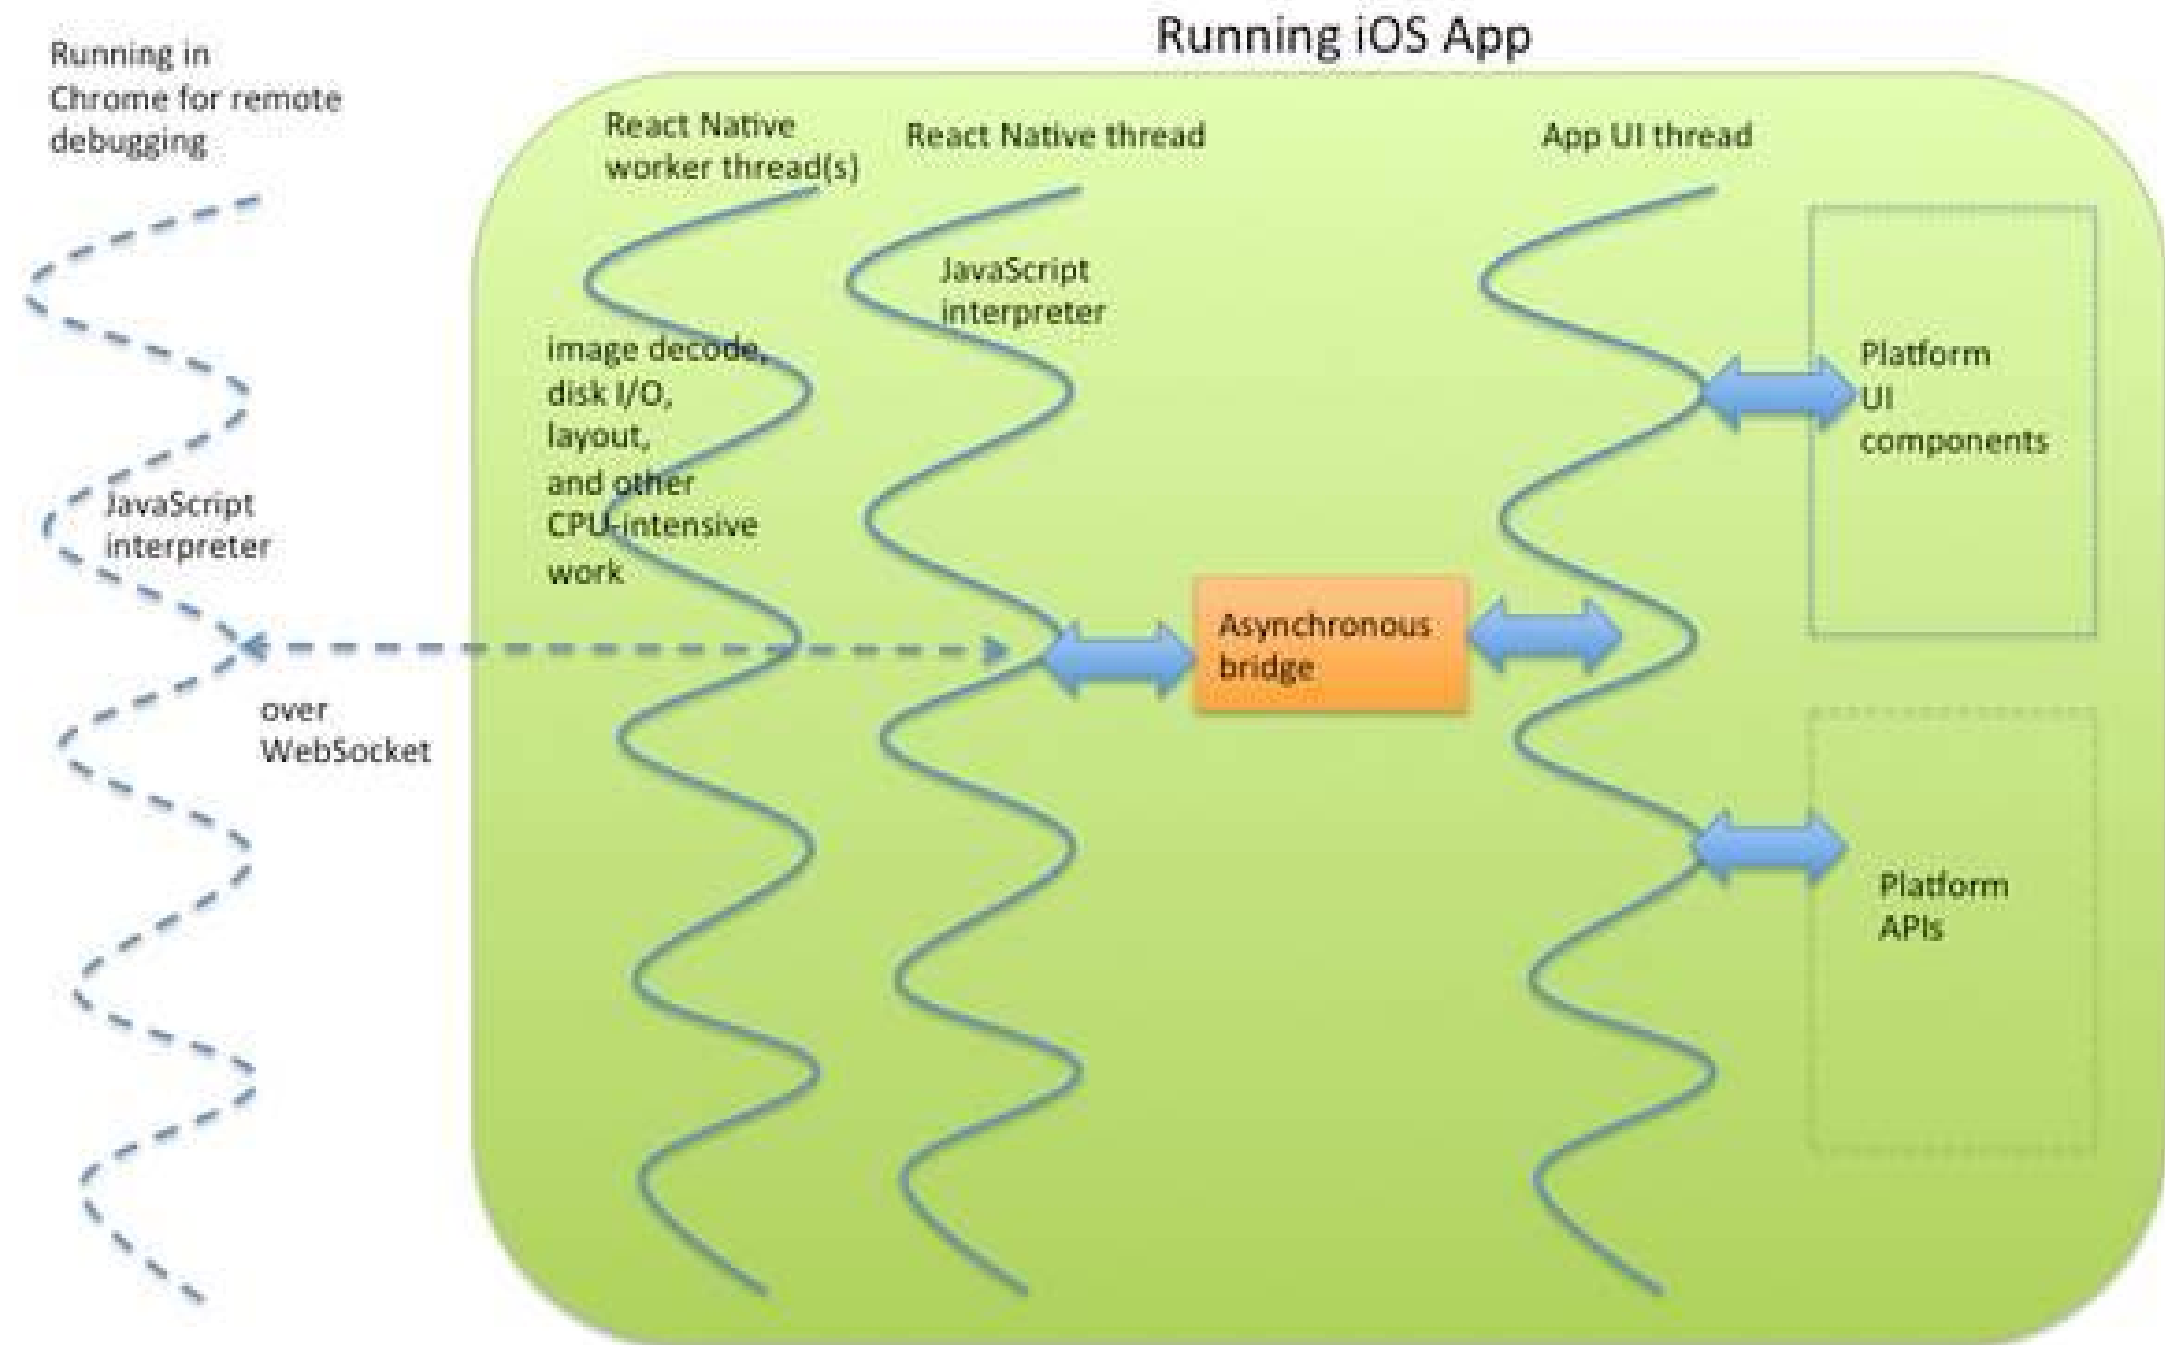 Running iOS App
Running in
Chrome for remote
debugging
React Native
worker thread(s)
React Native thread
App UI thread
JavaScript
interpreter
image decode,
disk I/O,
layout,
and other
CPU-intensive
work
Platform
UI
components
JavaScript
interpreter
Asynchronous
bridge
over
WebSocket
Platform
APIs